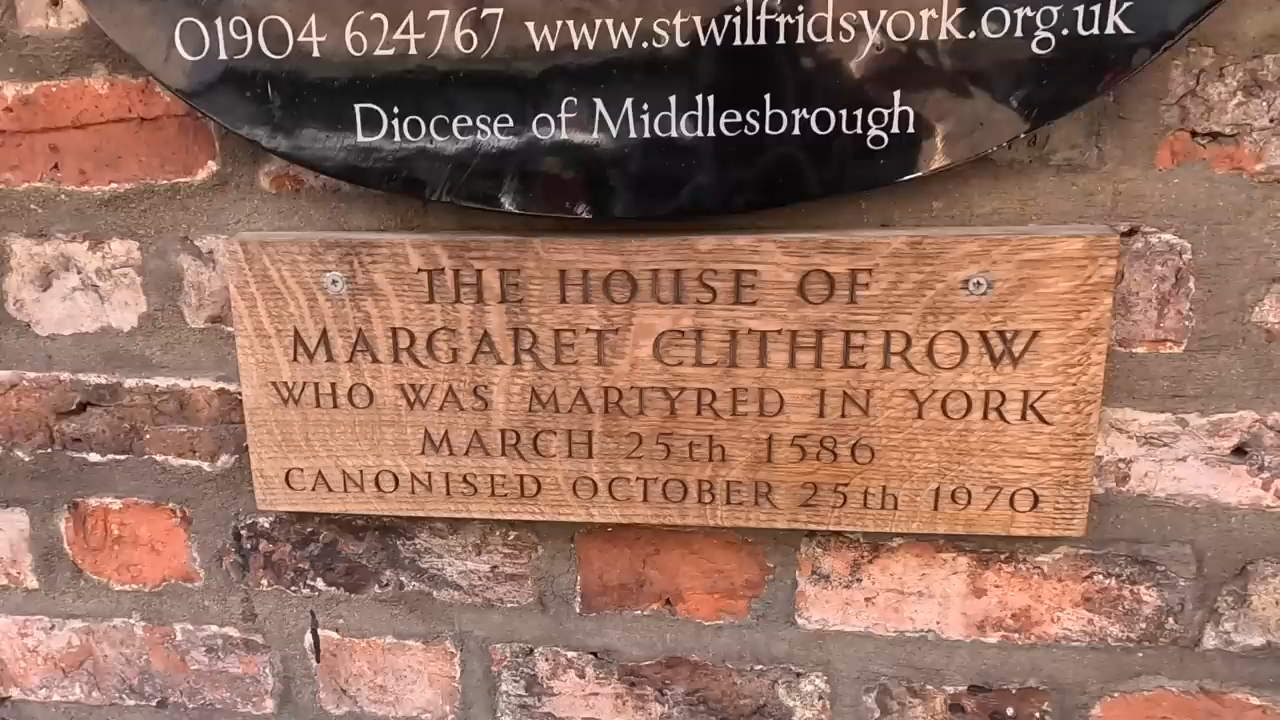 01904 624767 www.stwilfridsyork.org.uk
Diocese of Middlesbrough
THE HOUSE OF
MARGARET CLITHEROW
WHO WAS MARTYRED IN YORK
MARCH 25th 1586
CANONISED OCTOBER 25th 1970